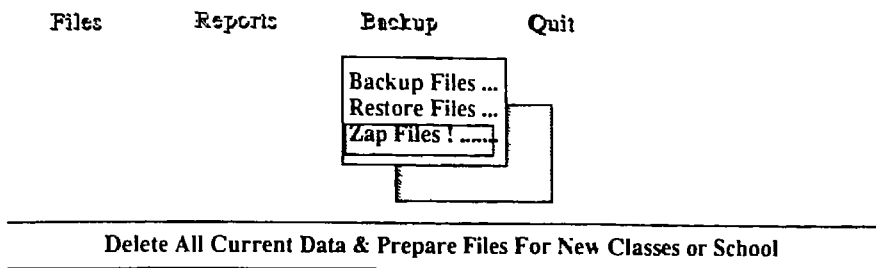 Files Reports Backup Quit
Backup Files ...
Restore Files ...
Zap Files ! ......
Delete All Current Data & Prepare Files For New Classes or School